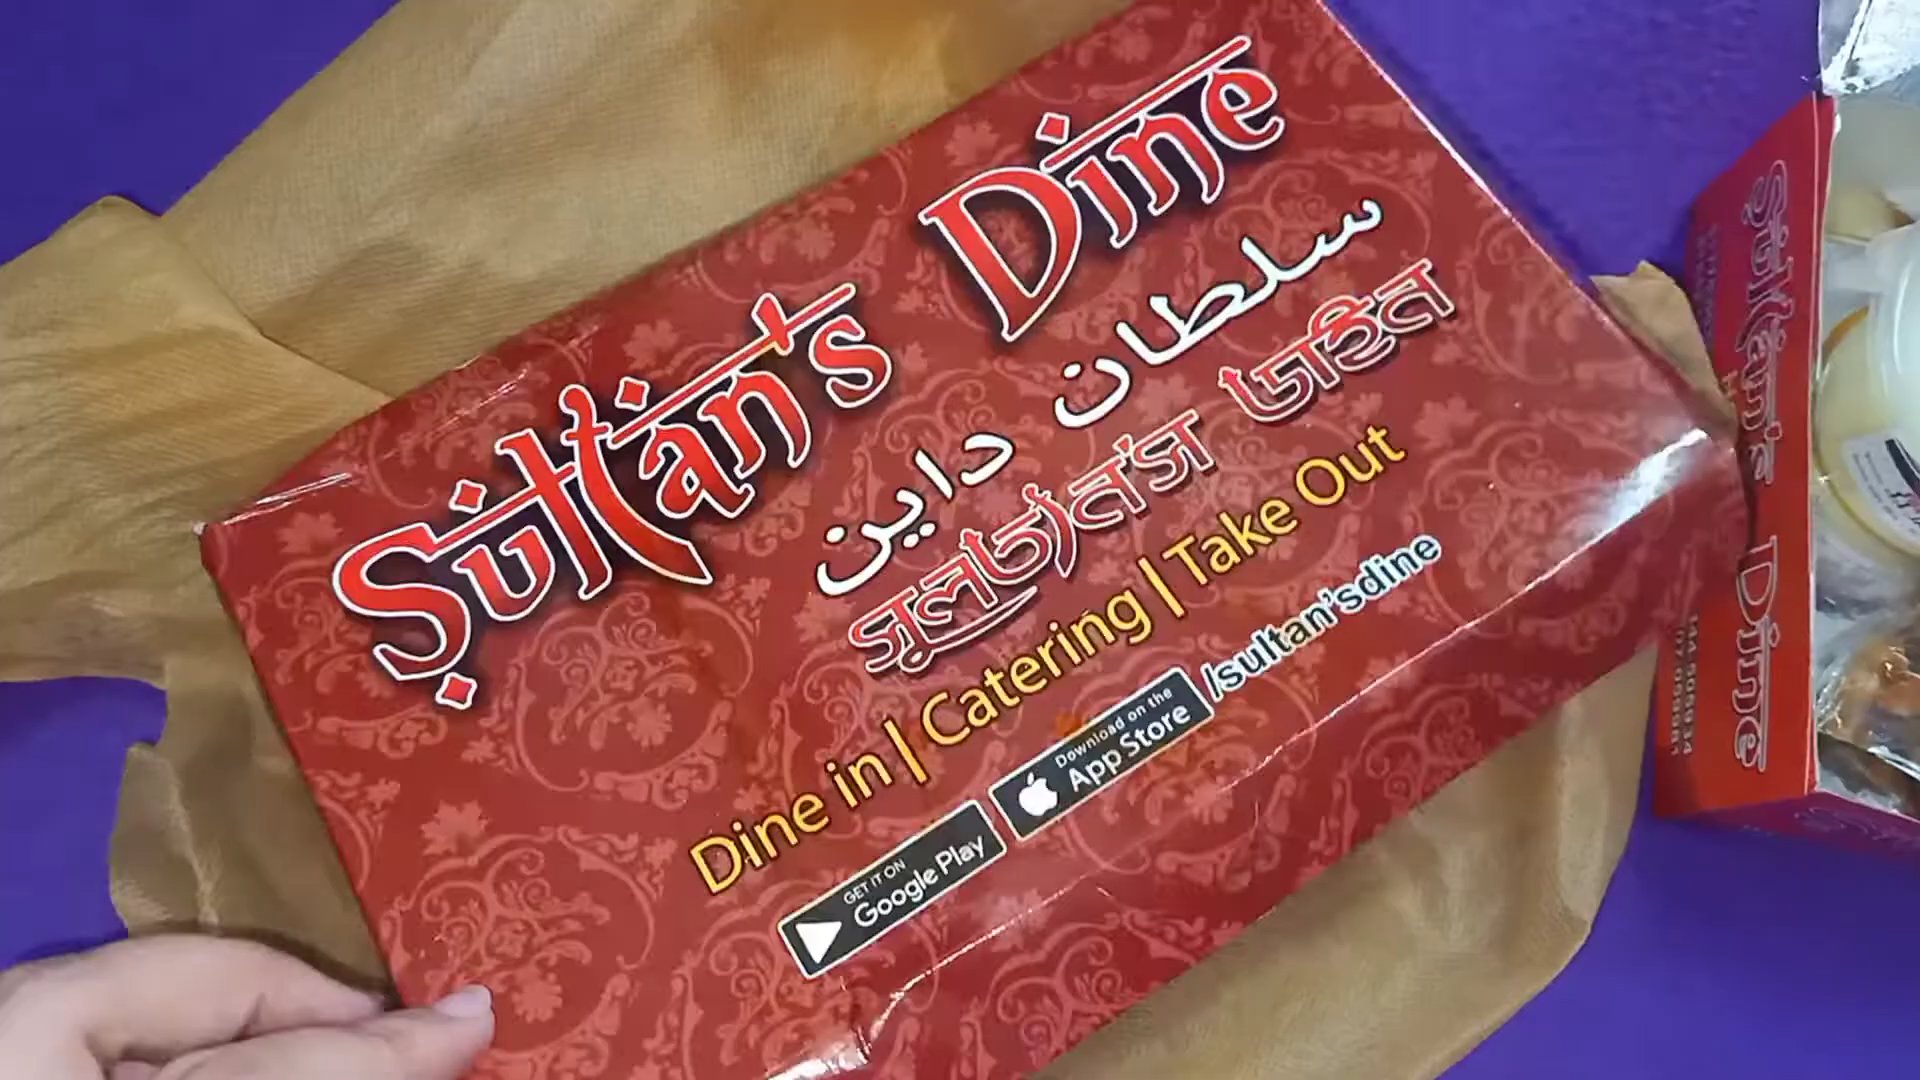 Sultan's Dine
سلطان داين
সুলতান'স ডাইন
Dine in | Catering | Take Out
GET IT ON
Google Play
Download on the
App Store
/sultan'sdine
Sultan's Dine